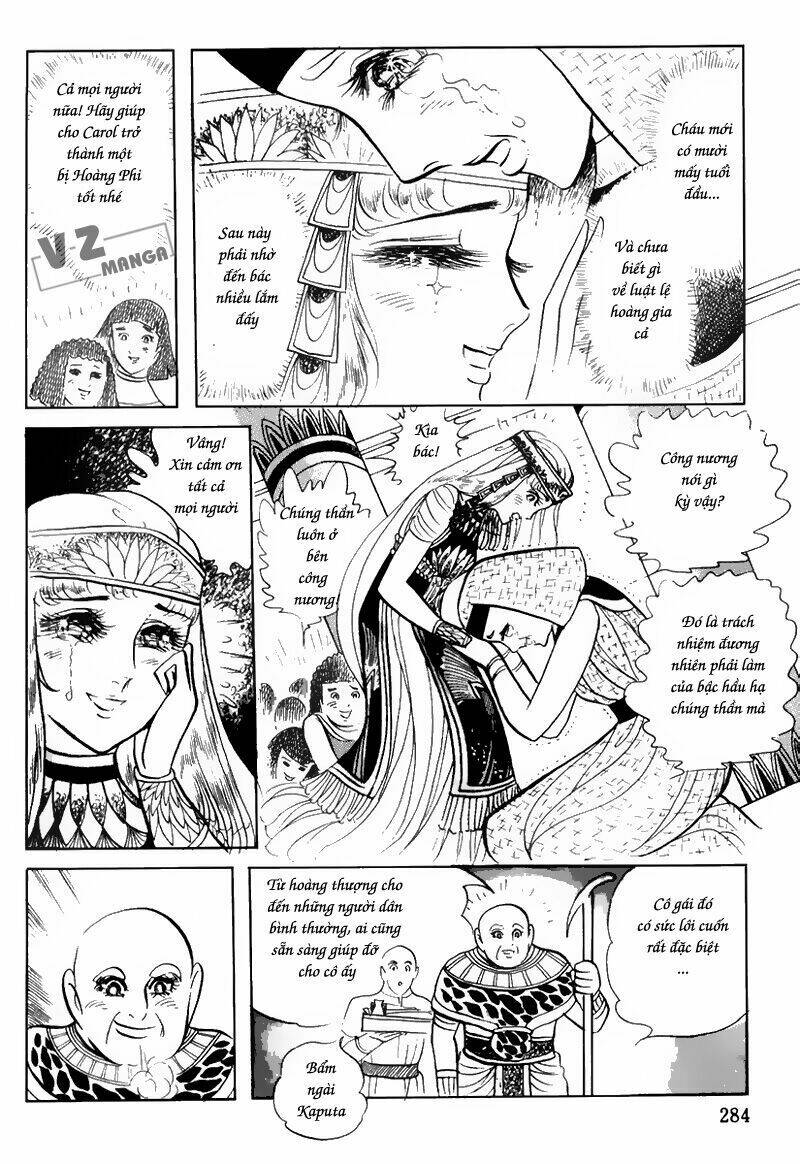 Cháu mới
có mười
mấy tuổi
đầu...
Và chưa
biết gì
về luật lệ
hoàng gia
cả
Sau này
phải nhờ
đến bác
nhiều lắm
đấy
Cả mọi người
nữa! Hãy giúp
cho Carol trở
thành một
bị Hoàng Phi
tốt nhé
V-Z
MANGA
Công nương
nói gì
kỳ vậy?
Đó là trách
nhiệm đương
nhiên phải làm
của bậc hầu hạ
chúng thần mà
Kìa
bác!
Chúng thần
luôn ở
bên
công
nương!
Vâng!
Xin cảm ơn
tất cả
mọi người
Cô gái đó
có sức lôi cuốn
rất đặc biệt
...
Từ hoàng thượng cho
đến những người dân
bình thường, ai cũng
sẵn sàng giúp đỡ
cho cô ấy
Bẩm
ngài
Kaputa
284